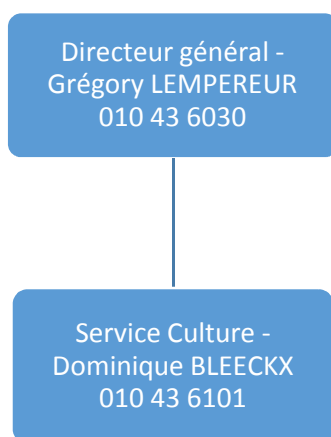 Directeur général -
Grégory LEMPEREUR
010 43 6030
Service Culture -
Dominique BLEECKX
010 43 6101